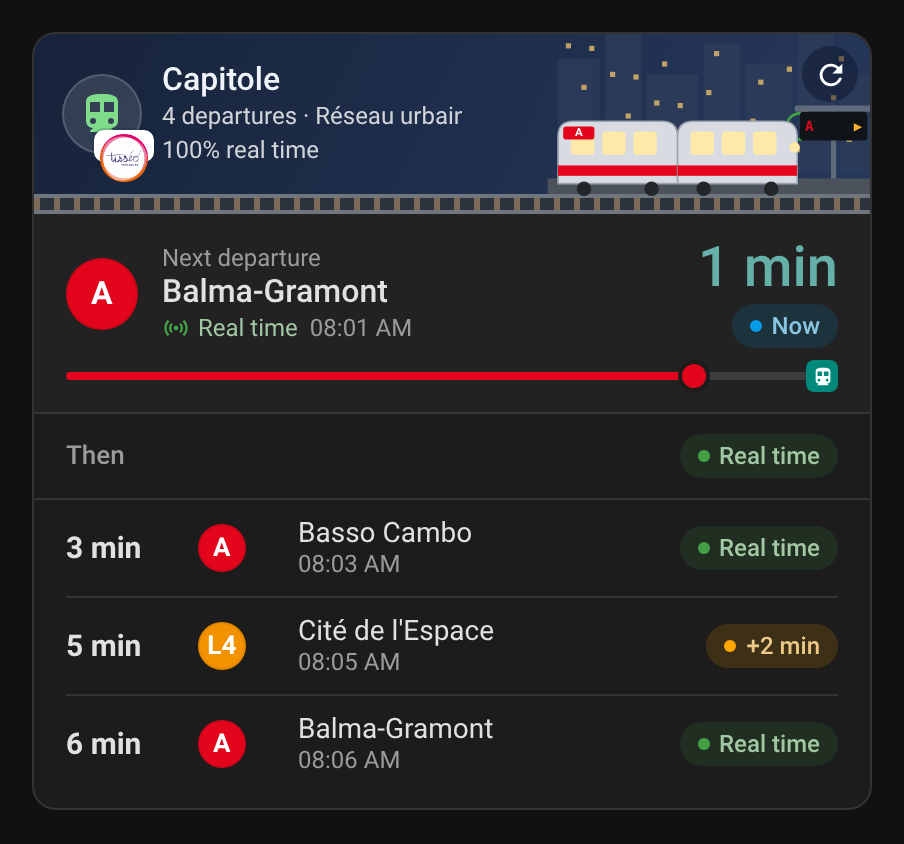 Capitole
4 departures · Réseau urbair
100% real time
tisséo
A
A
Next departure
A
Balma-Gramont
Real time 08:01 AM
1 min
Now
Then
Real time
3 min
A
Basso Cambo
08:03 AM
Real time
5 min
L4
Cité de l'Espace
08:05 AM
+2 min
6 min
A
Balma-Gramont
08:06 AM
Real time